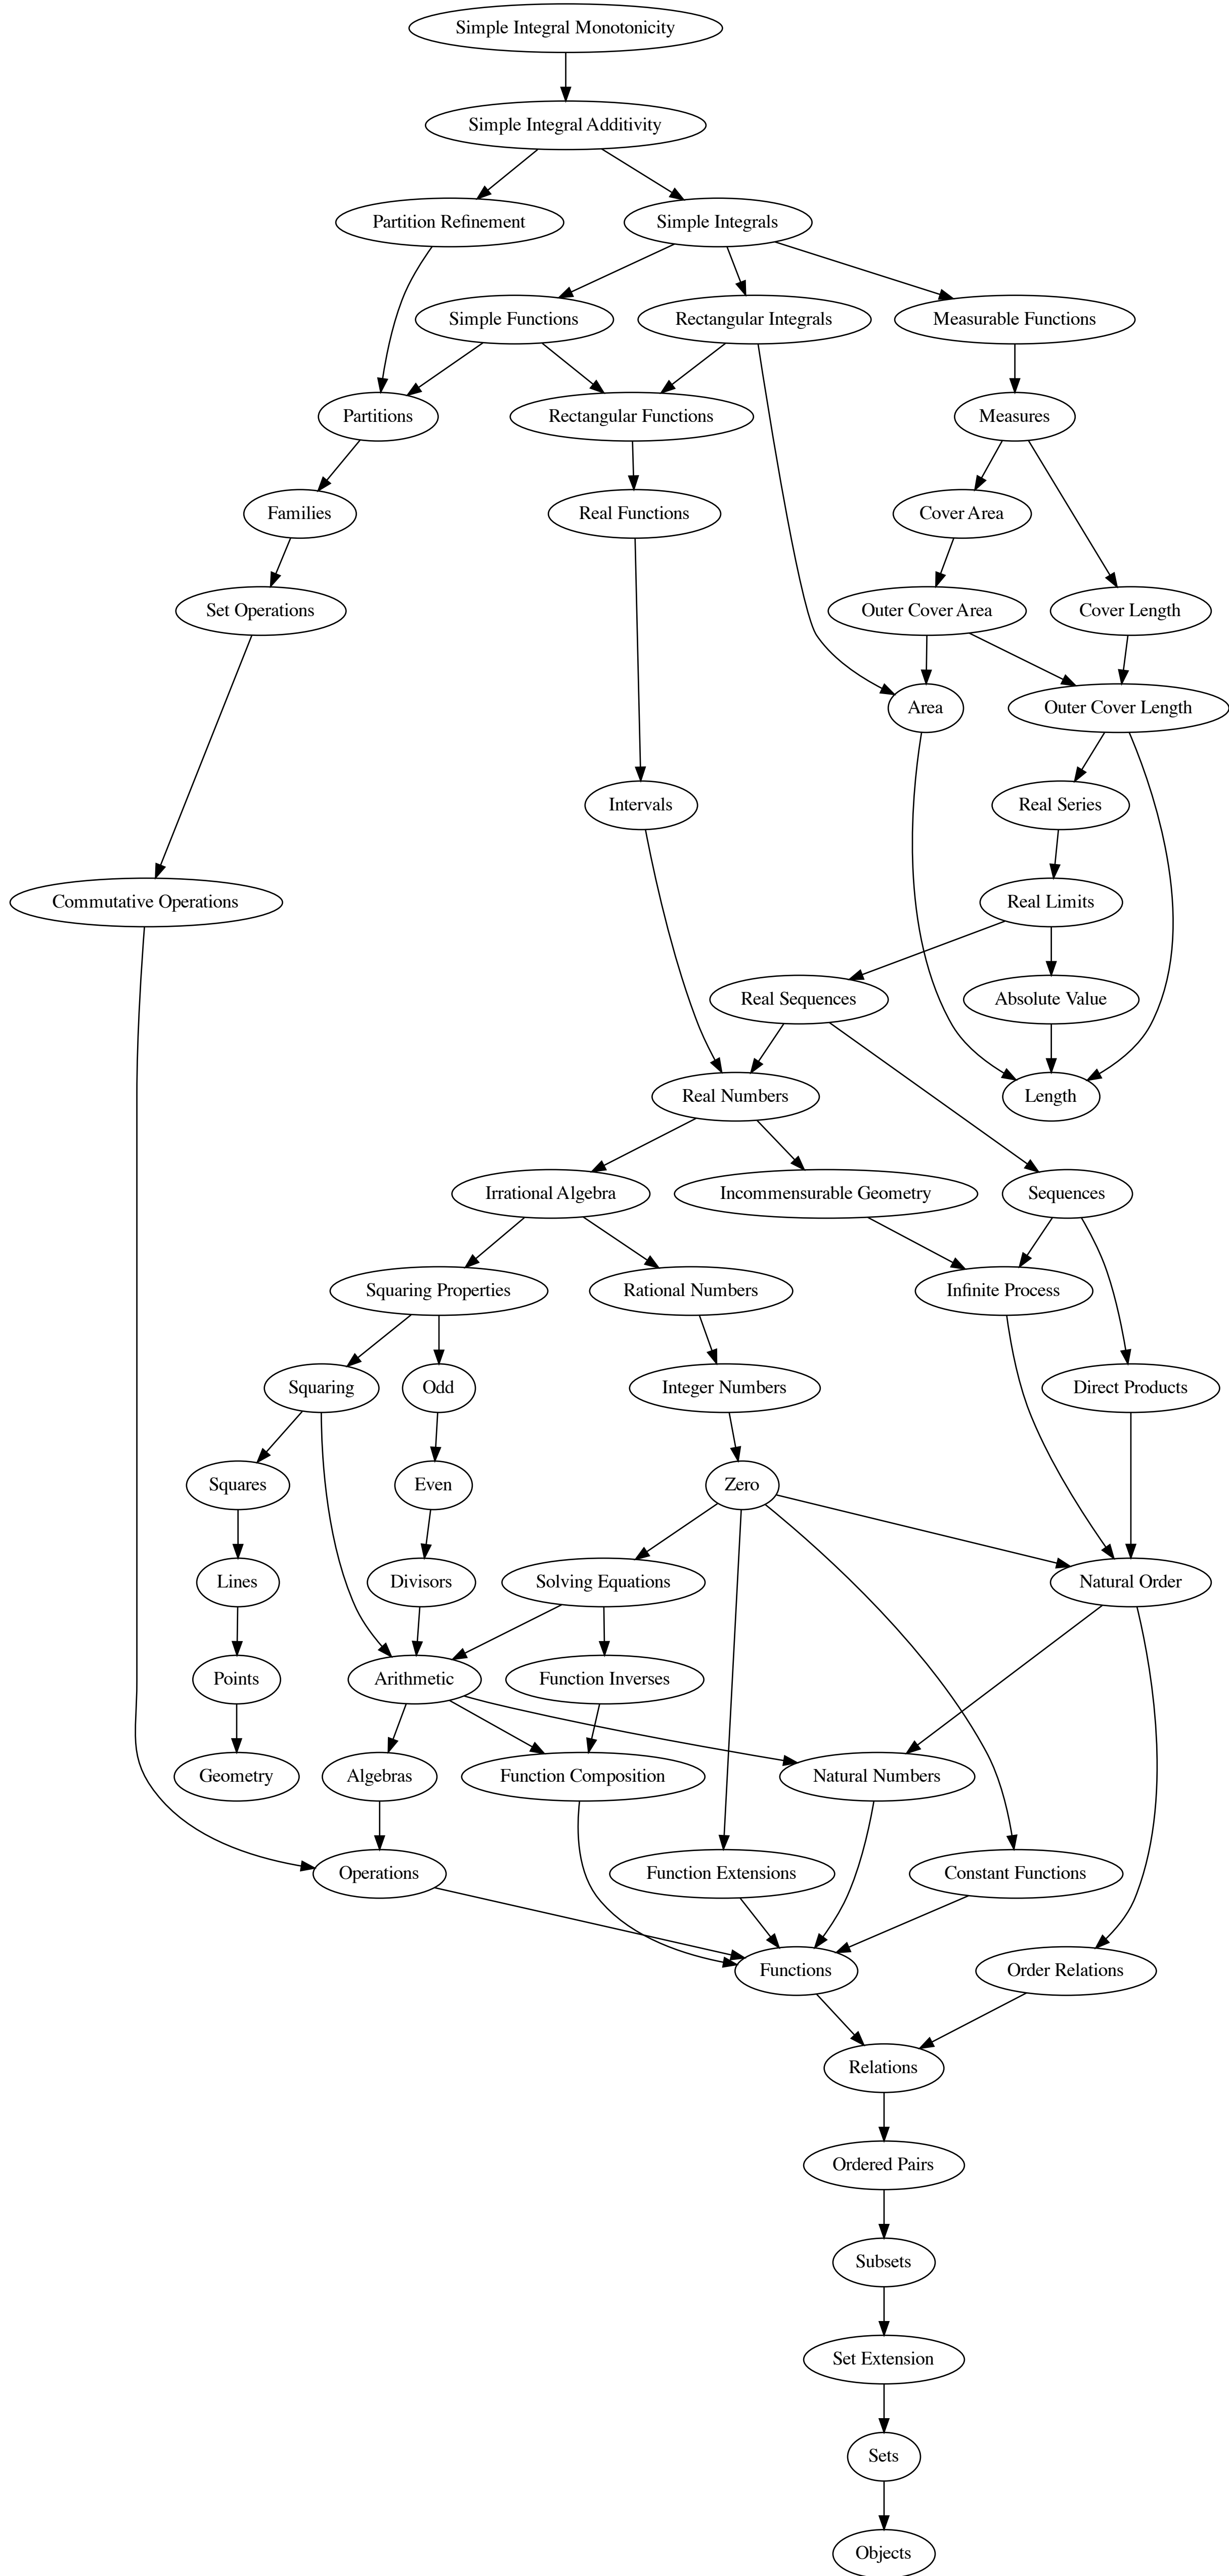 Simple Integral Monotonicity
Simple Integral Additivity
Partition Refinement
Simple Integrals
Simple Functions
Rectangular Integrals
Measurable Functions
Partitions
Rectangular Functions
Measures
Families
Real Functions
Cover Area
Set Operations
Outer Cover Area
Cover Length
Area
Outer Cover Length
Intervals
Real Series
Commutative Operations
Real Limits
Real Sequences
Absolute Value
Real Numbers
Length
Irrational Algebra
Incommensurable Geometry
Sequences
Squaring Properties
Rational Numbers
Infinite Process
Squaring
Odd
Integer Numbers
Direct Products
Squares
Even
Zero
Lines
Divisors
Solving Equations
Natural Order
Points
Arithmetic
Function Inverses
Geometry
Algebras
Function Composition
Natural Numbers
Operations
Function Extensions
Constant Functions
Functions
Order Relations
Relations
Ordered Pairs
Subsets
Set Extension
Sets
Objects